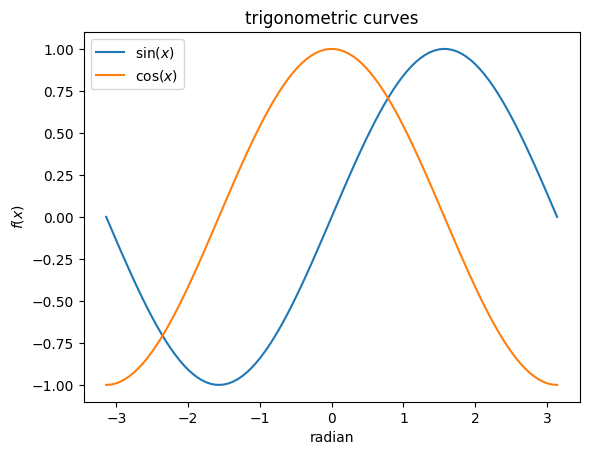 trigonometric curves
sin(x)
cos(x)
f(x)
1.00
0.75
0.50
0.25
0.00
−0.25
−0.50
−0.75
−1.00
−3 −2 −1 0 1 2 3
radian